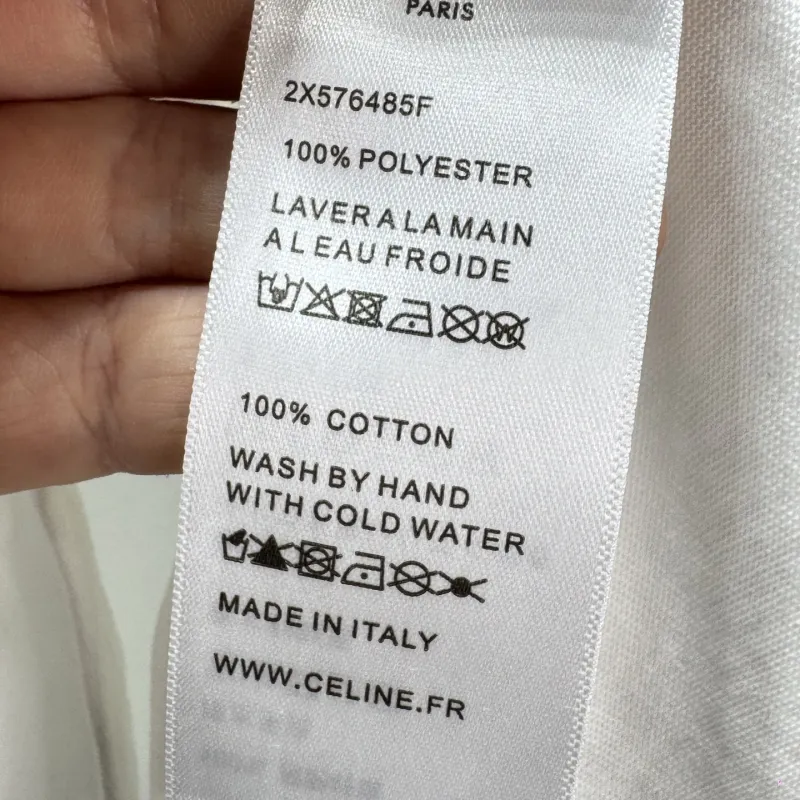 PARIS
2X576485F
100% POLYESTER
LAVER A LA MAIN
A L EAU FROIDE
100% COTTON
WASH BY HAND
WITH COLD WATER
MADE IN ITALY
WWW.CELINE.FR